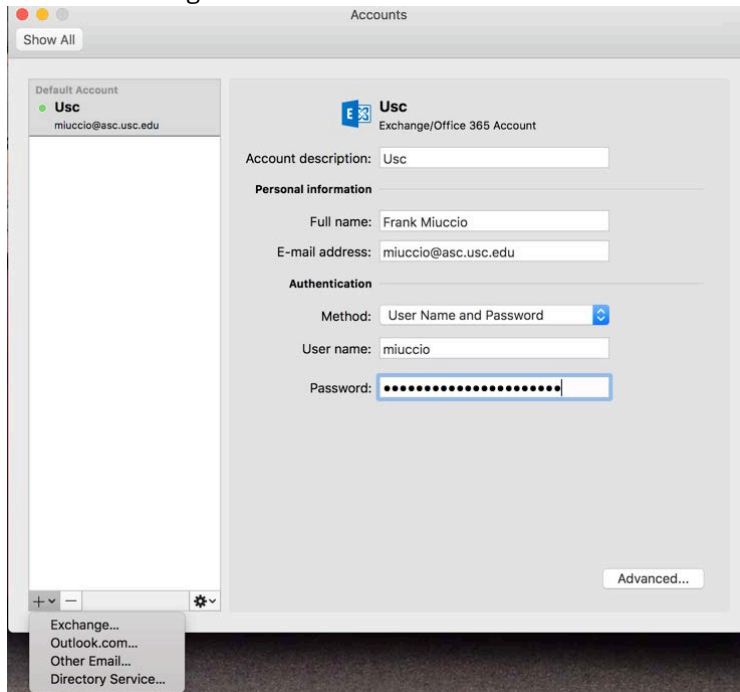 Accounts
Show All
Default Account
Usc
miuccio@asc.usc.edu
Usc
Exchange/Office 365 Account
Account description: Usc
Personal information
Full name: Frank Miuccio
E-mail address: miuccio@asc.usc.edu
Authentication
Method: User Name and Password
User name: miuccio
Password: ••••••••••••••••••••••
Advanced...
Exchange...
Outlook.com...
Other Email...
Directory Service...